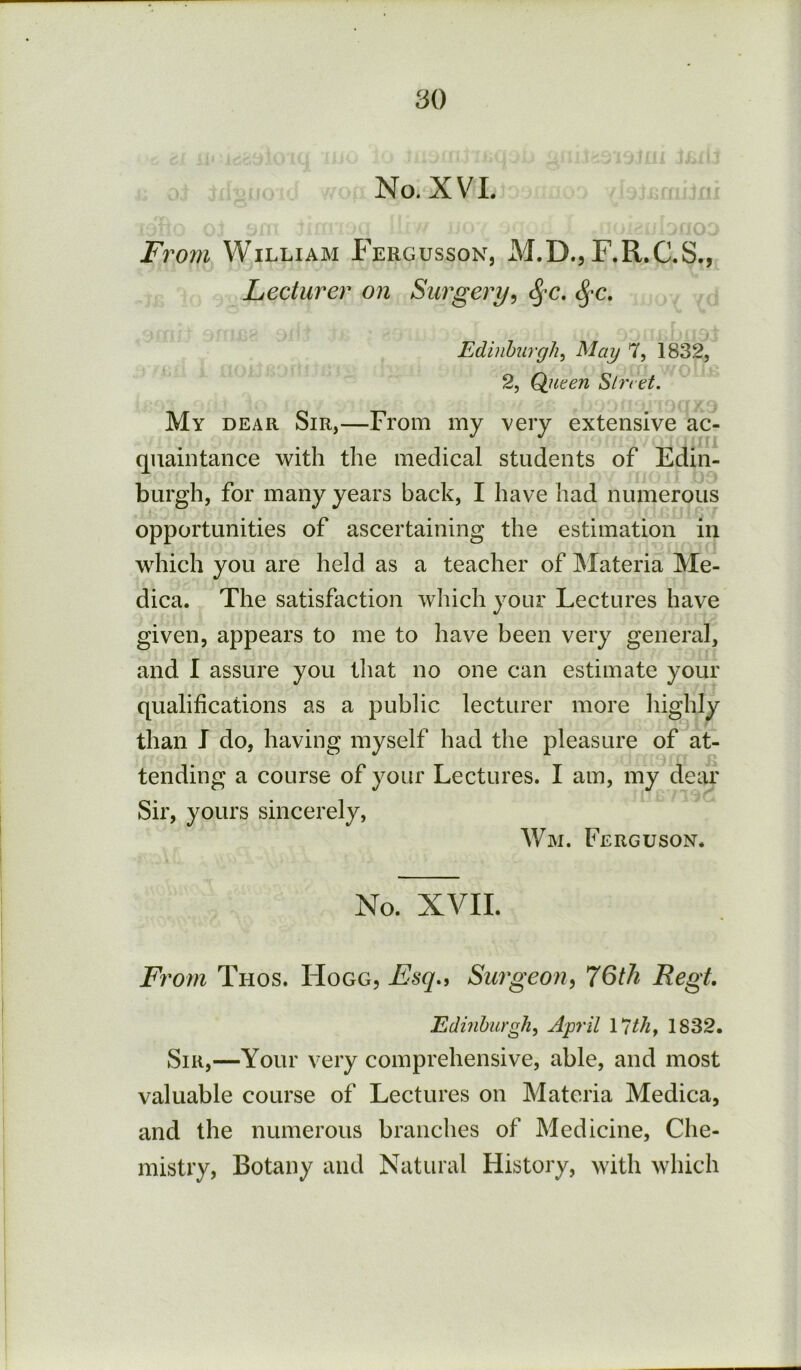 30
No. XVI.
From William Fergusson, M.D., F.R.C.S.,
Lecturer on Surgery, &c. &c.
Edinburgh, May 7, 1832,
2, Queen Street.
My dear Sir,—From my very extensive ac-
quaintance with the medical students of Edin-
burgh, for many years back, I have had numerous
opportunities of ascertaining the estimation in
which you are held as a teacher of Materia Me-
dica. The satisfaction which your Lectures have
given, appears to me to have been very general,
and I assure you that no one can estimate your
qualifications as a public lecturer more highly
than I do, having myself had the pleasure of at-
tending a course of your Lectures. I am, my dear
Sir, yours sincerely,
Wm. Ferguson.
No. XVII.
From Thos. Hogg, Esq., Surgeon, 76th Regt.
Edinburgh, April 17th, 1832.
Sir,—Your very comprehensive, able, and most
valuable course of Lectures on Materia Medica,
and the numerous branches of Medicine, Che-
mistry, Botany and Natural History, with which